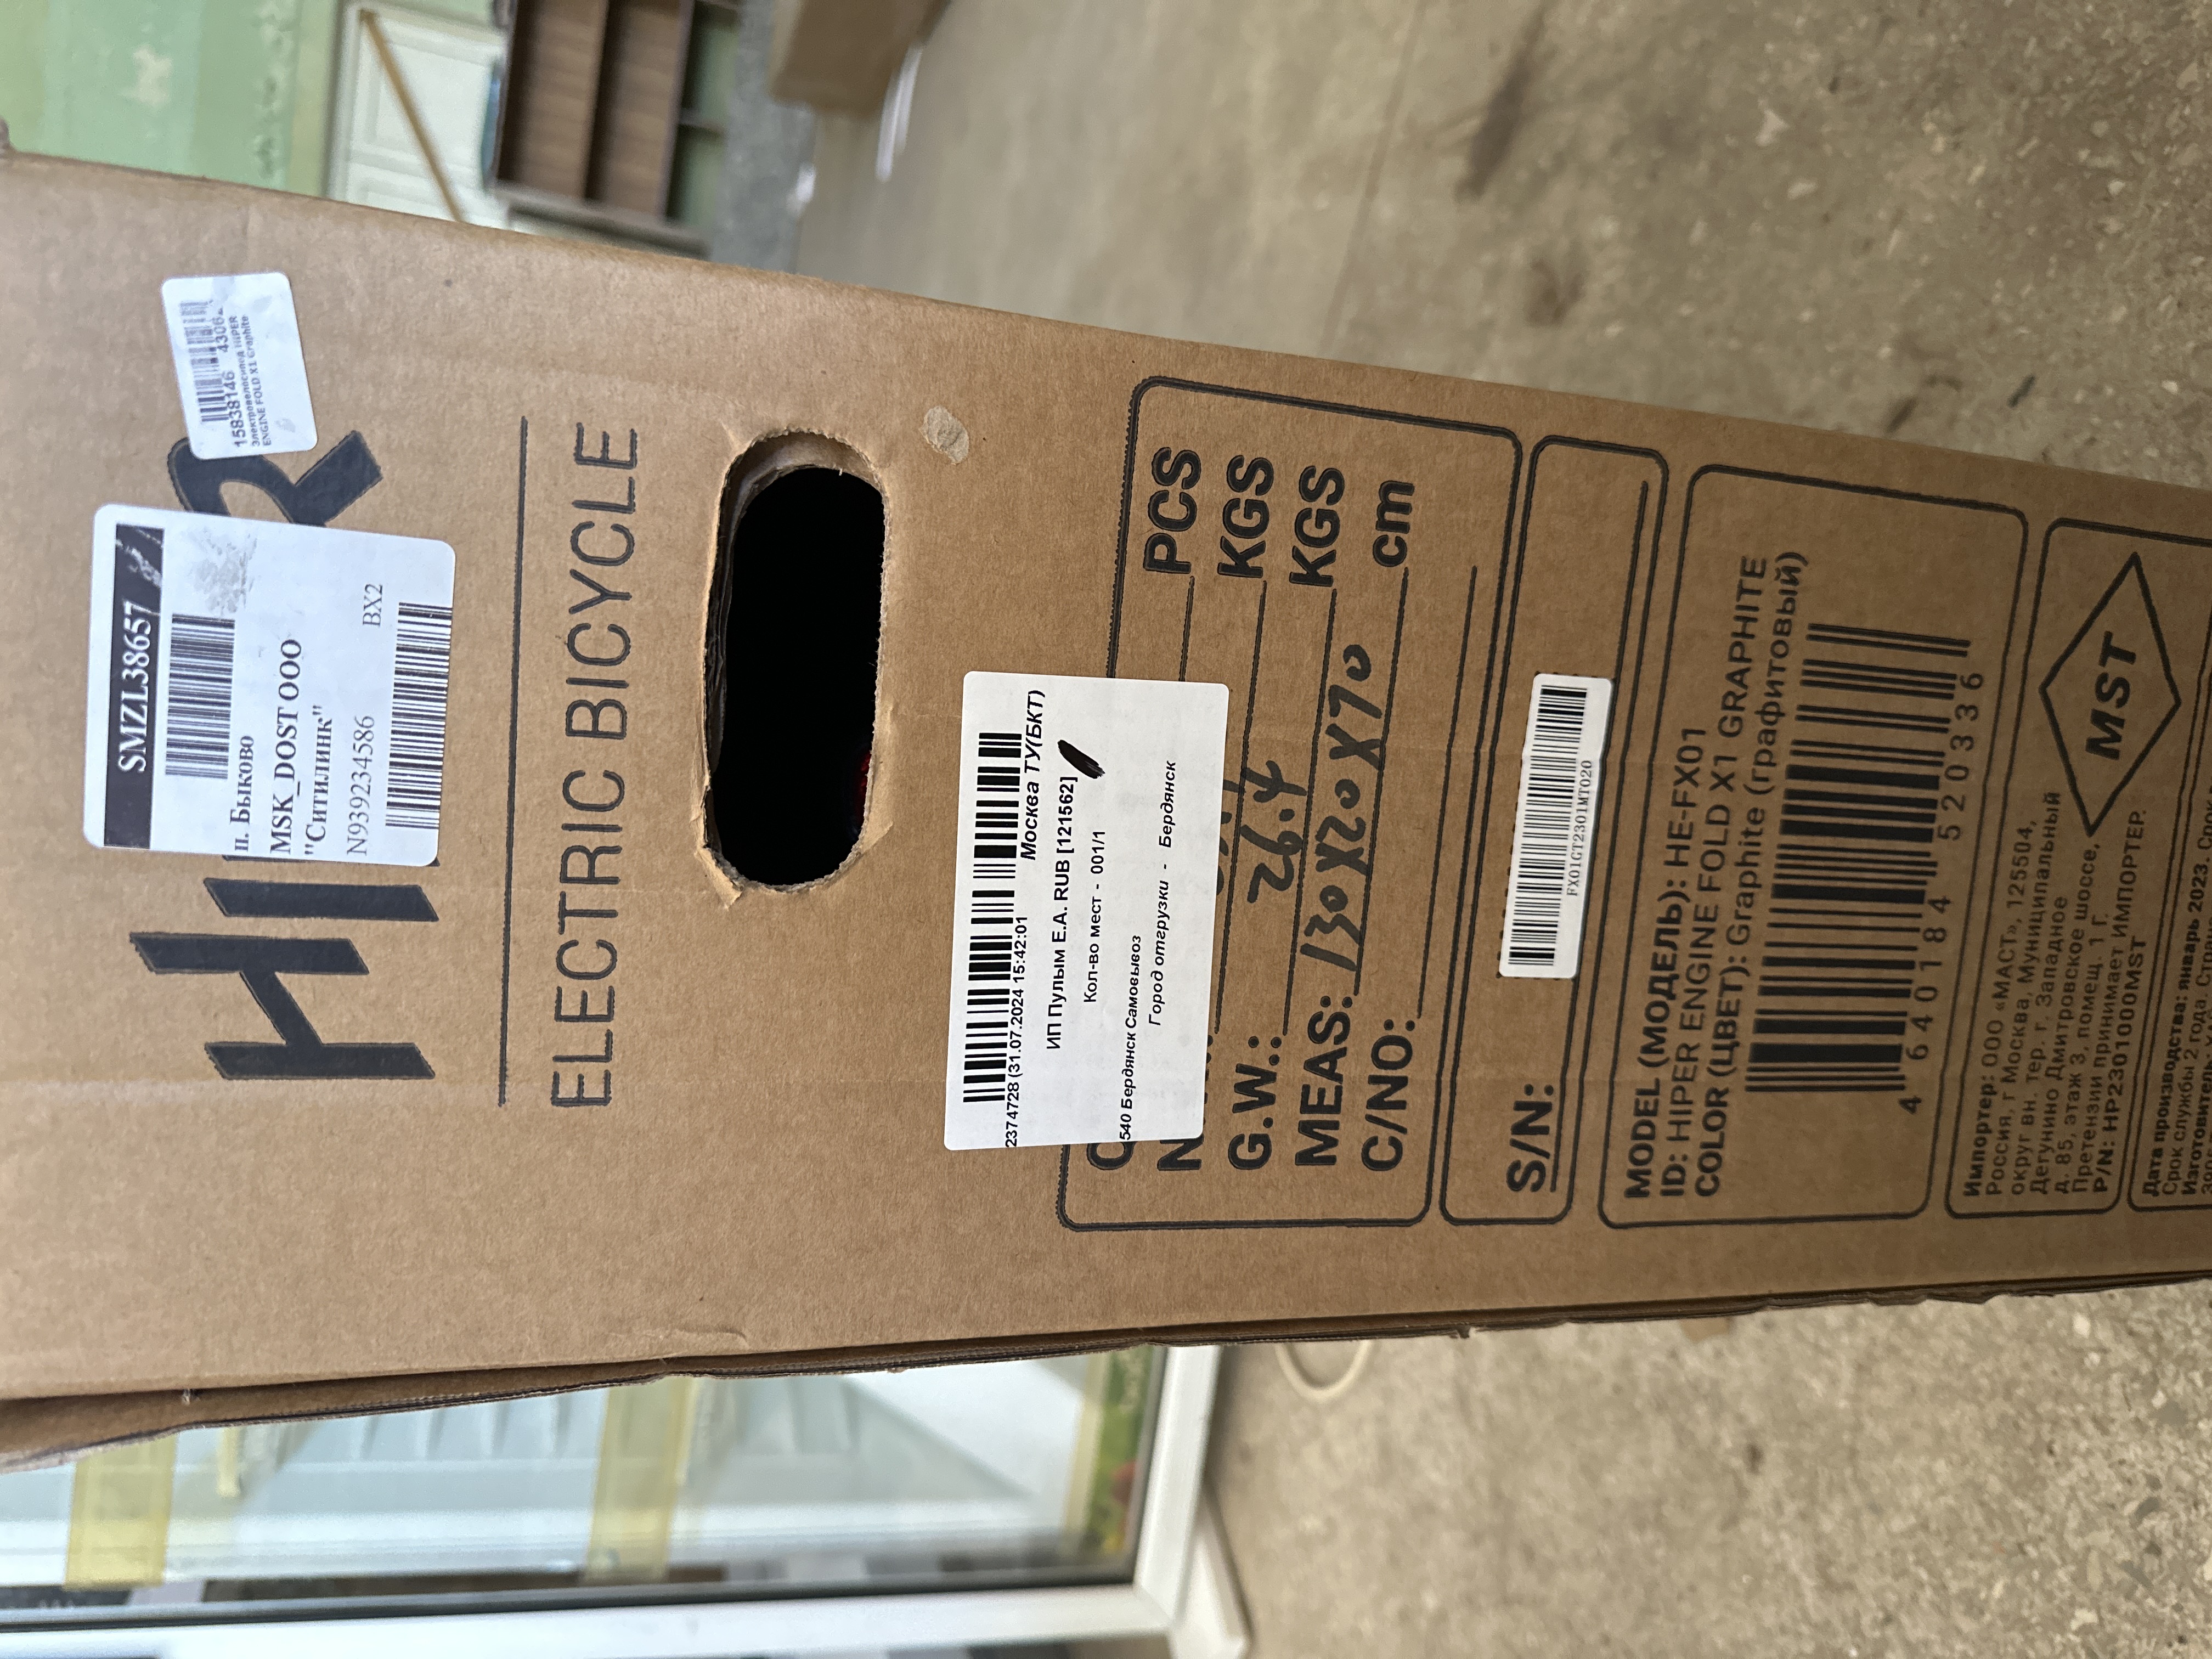 SMZL38657
п. Быково
MSK_DOST ООО
"Ситилинк"
N939234586 BX2
15838146 4306
Электровелосипед HIPER
ENGINE FOLD X1 Graphite
ELECTRIC BICYCLE
2374728 (31.07.2024 15:42:01 Москва ТУ(БКТ)
ИП Пулым Е.А. RUB [121562]
Кол-во мест - 001/1
540 Бердянск Самовывоз
Город отгрузки - Бердянск
PCS
KGS
G.W.: 26.4 KGS
MEAS: 130X20X70 cm
C/NO:
S/N:
FX01GT2301MT020
MODEL (МОДЕЛЬ): HE-FX01
ID: HIPER ENGINE FOLD X1 GRAPHITE
COLOR (ЦВЕТ): Graphite (графитовый)
4 640184 520336
Импортер: ООО «МАСТ», 125504,
Россия, г Москва, Муниципальный
округ вн. тер. г. Западное
Дегунино Дмитровское шоссе,
д. 85, этаж 3, помещ. 1 Г.
Претензии принимает ИМПОРТЕР.
P/N: HP2301000MST
MST
Дата производства: январь 2023
Срок службы 2 года.
Изготовитель: